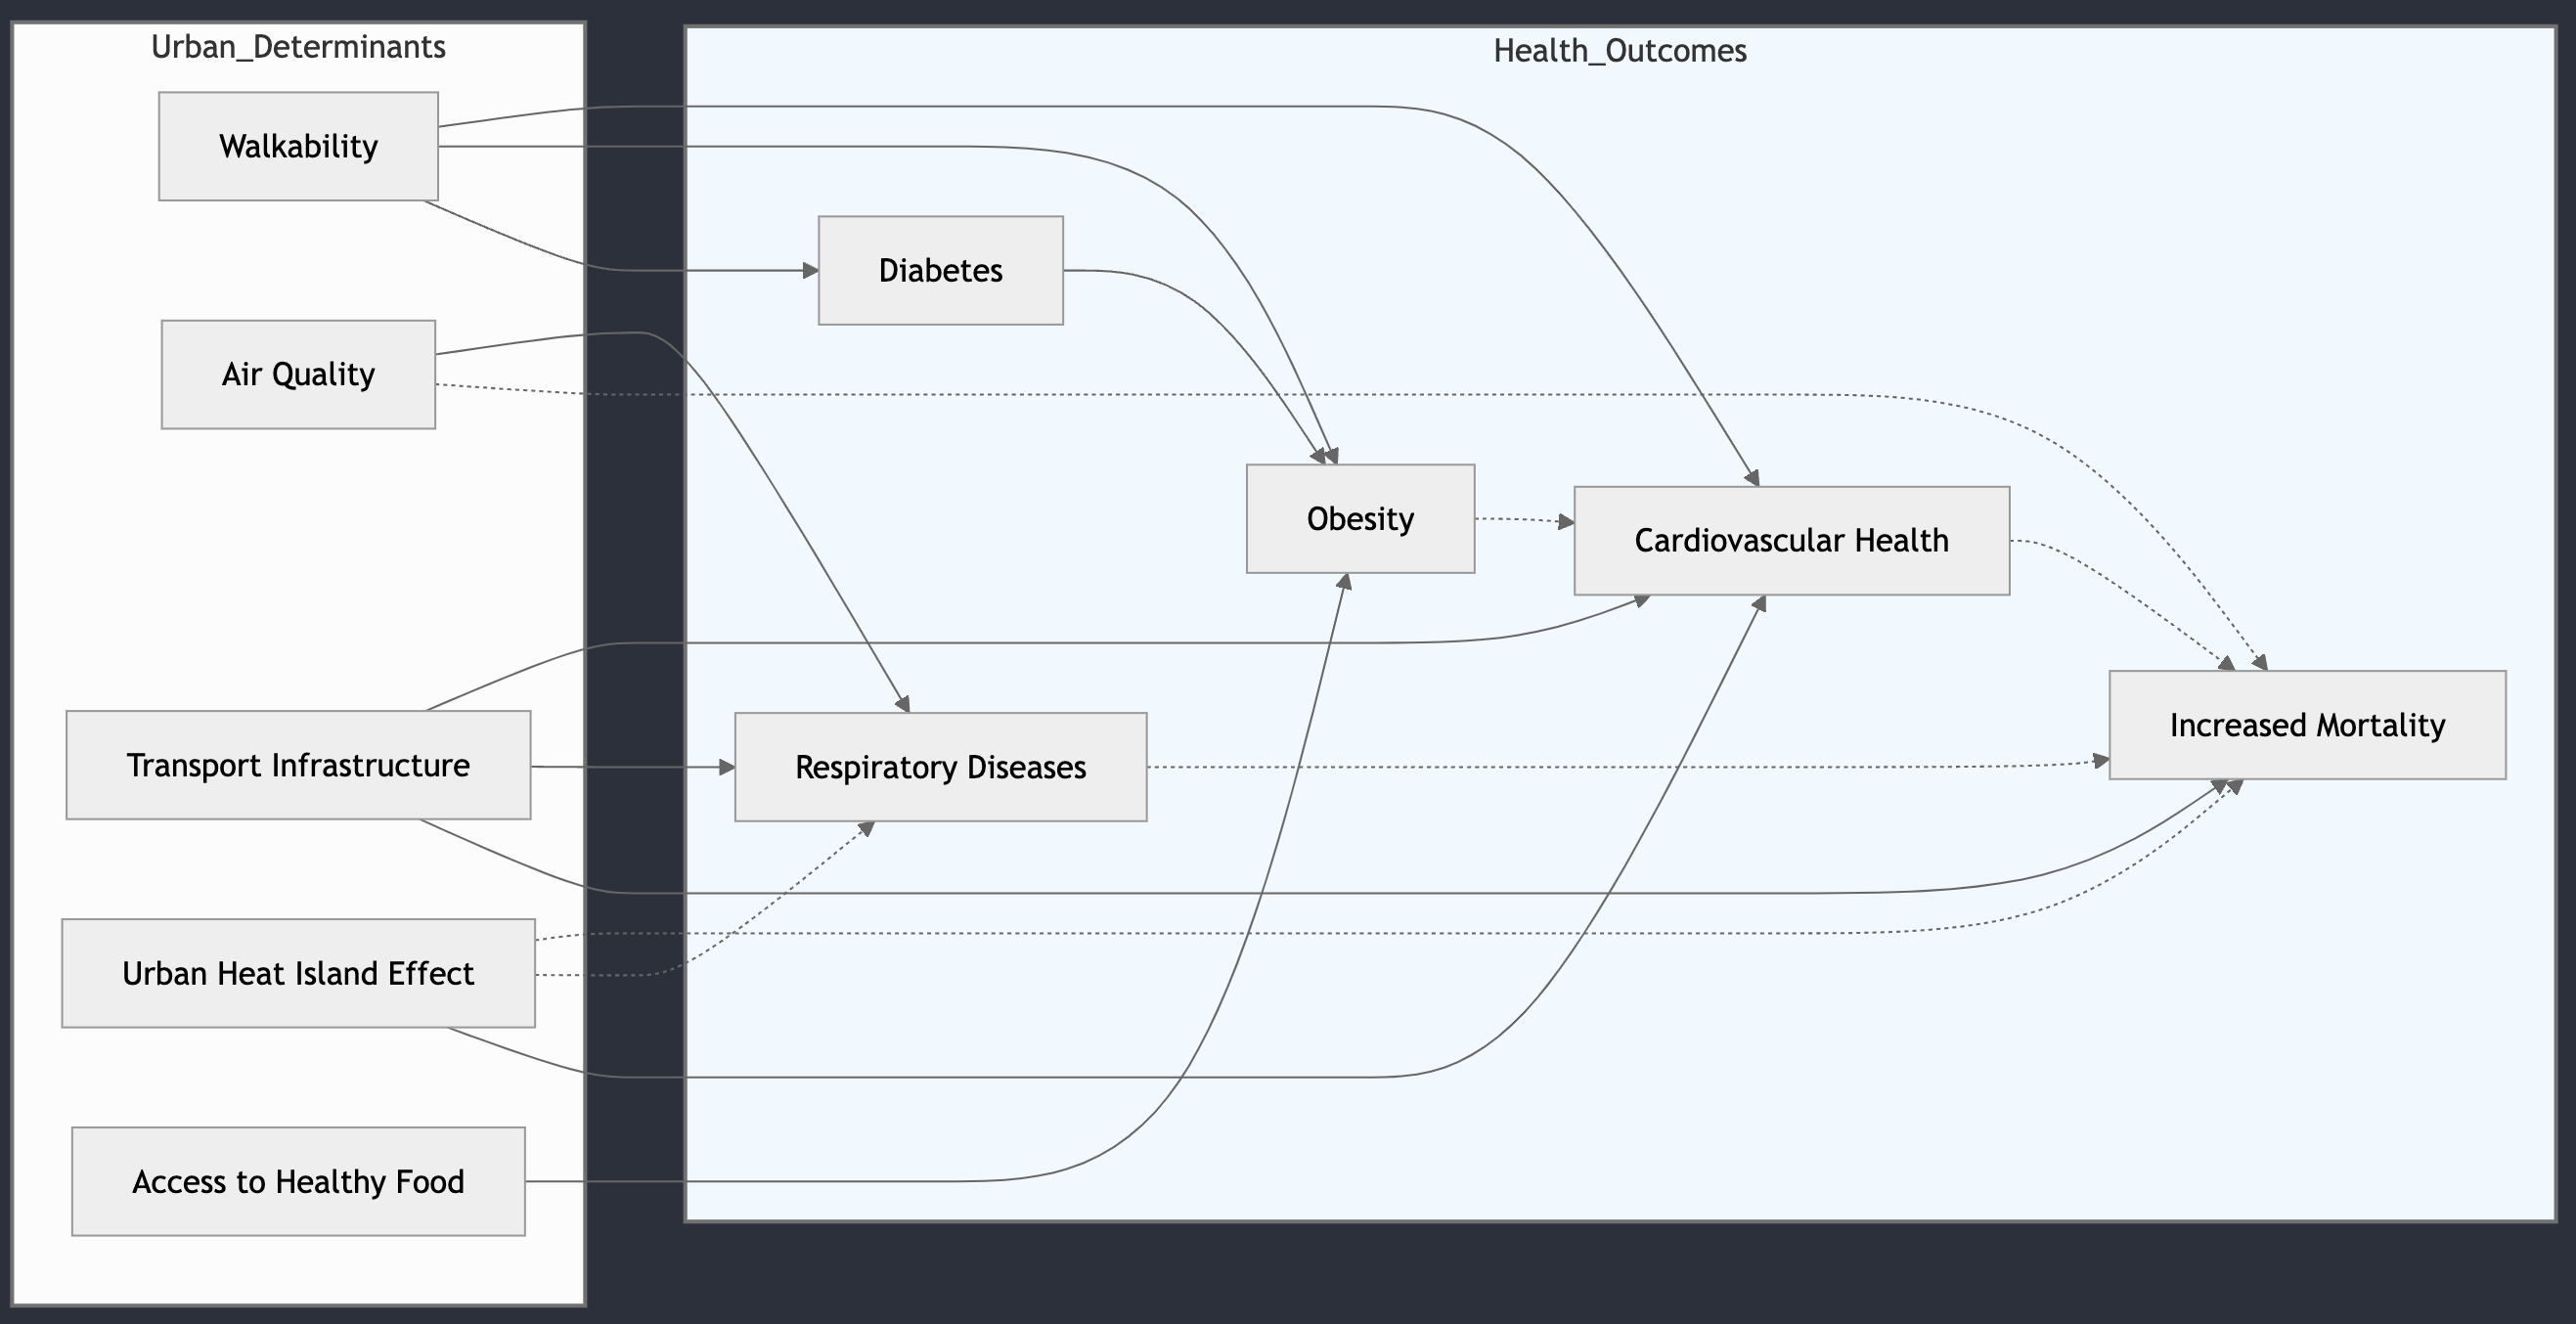 Urban_Determinants
Walkability
Air Quality
Transport Infrastructure
Urban Heat Island Effect
Access to Healthy Food
Health_Outcomes
Diabetes
Obesity
Cardiovascular Health
Respiratory Diseases
Increased Mortality